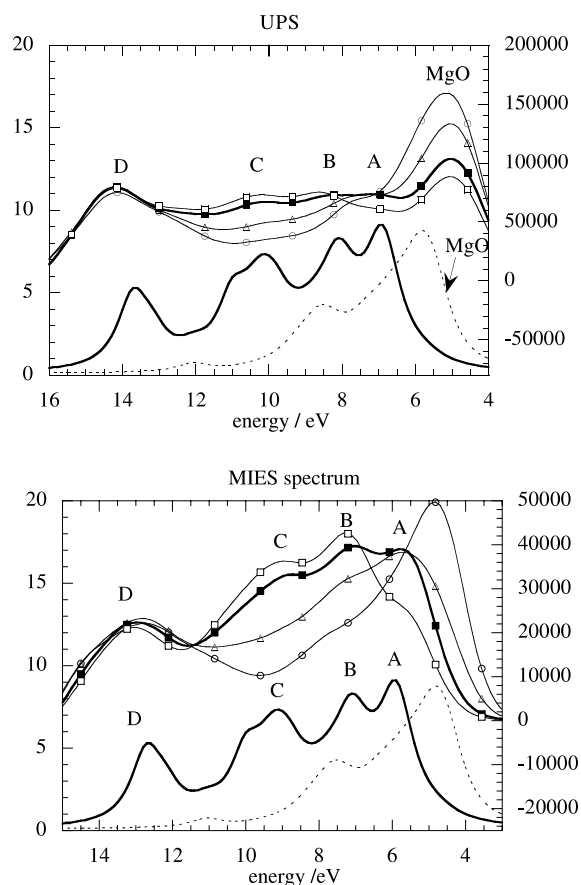 UPS
20
15
10
5
0
200000
150000
100000
50000
0
-50000
MgO
D
C
B
A
MgO
16 14 12 10 8 6 4
energy / eV
MIES spectrum
20
15
10
5
0
50000
40000
30000
20000
10000
0
-10000
-20000
D
C
B
A
D
C
B
A
14 12 10 8 6 4
energy /eV